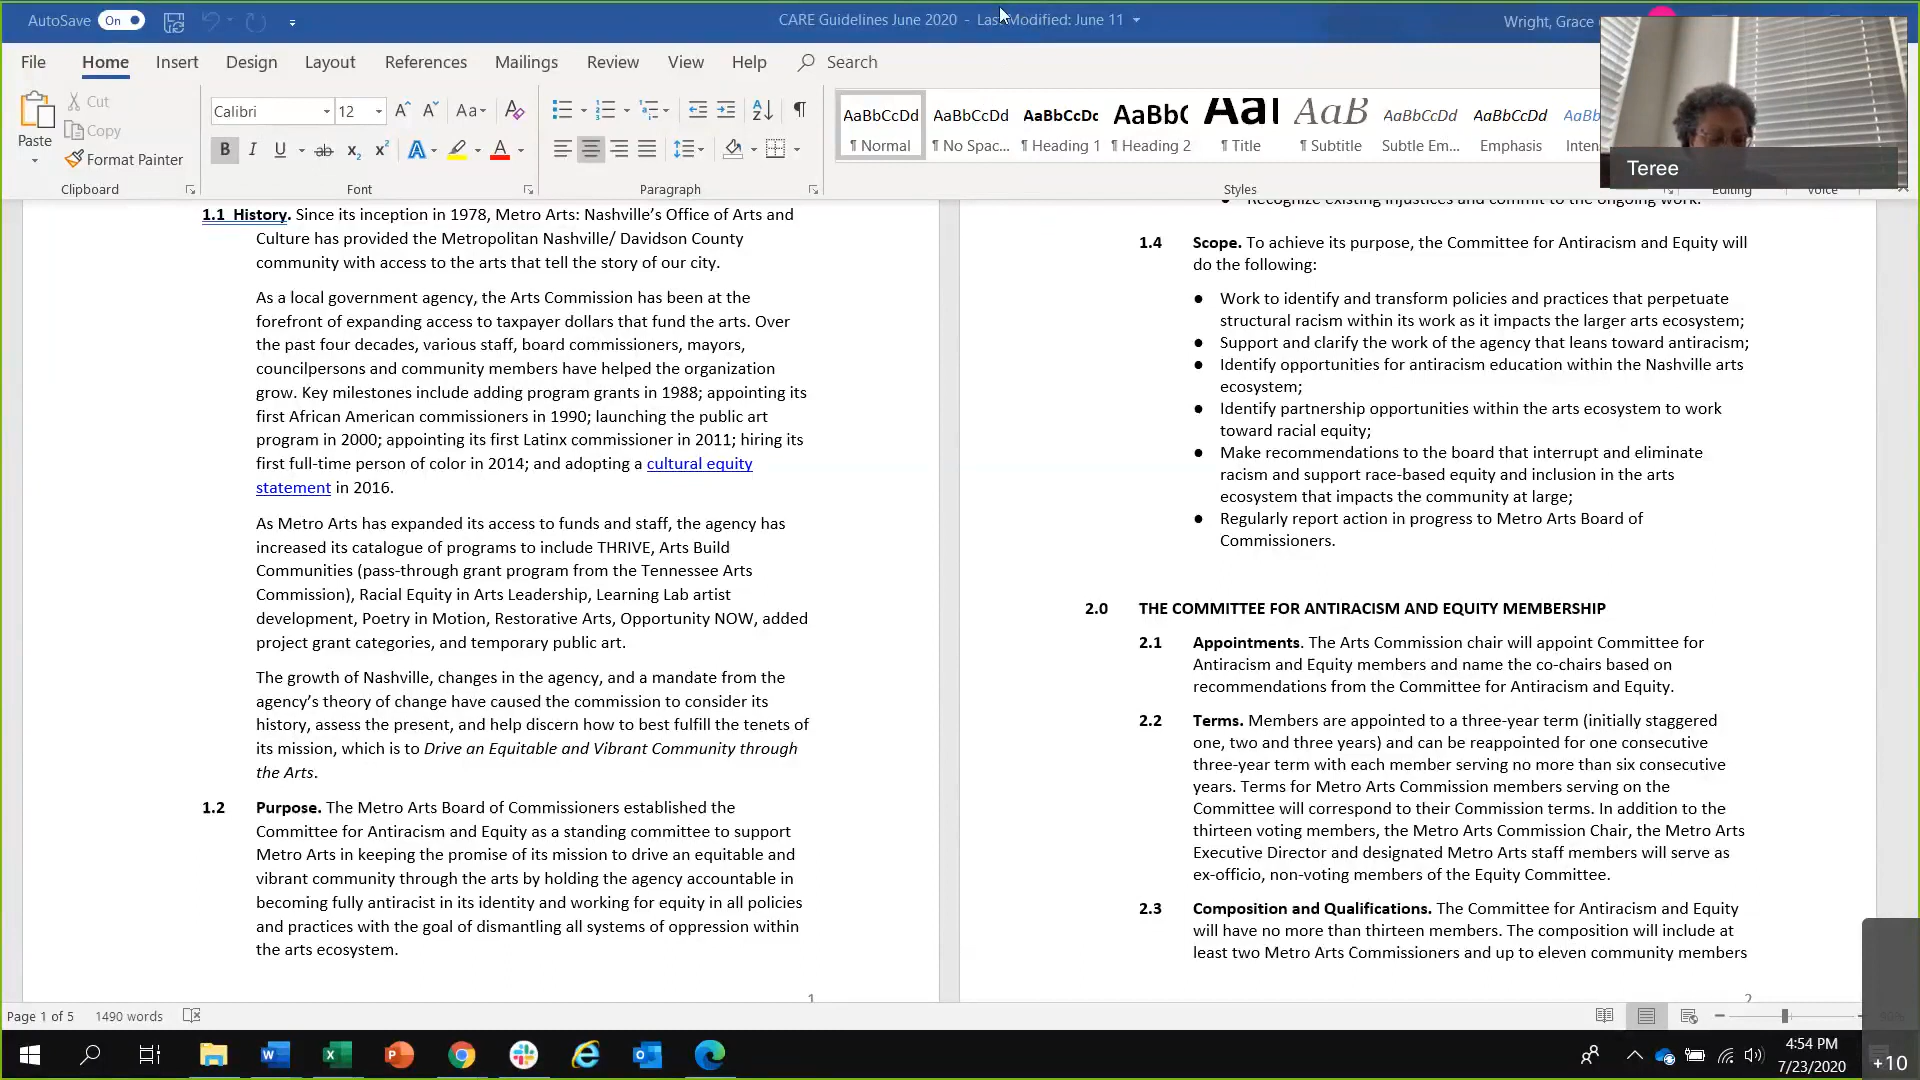 AutoSave On CARE Guidelines June 2020 - Last Modified: June 11 Wright, Grace
File Home Insert Design Layout References Mailings Review View Help Search
Calibri 12 Aa
Cut
Copy
Paste
Format Painter
B I U ab x₂ x² A A
AaBbCcDd AaBbCcDd AaBbCcDc AaBbC AaB AaBbCcDd AaBbCcDd
¶ Normal ¶ No Spac... ¶ Heading 1 ¶ Heading 2 ¶ Title ¶ Subtitle Subtle Em... Emphasis
Teree
Clipboard Font Paragraph Styles Editing Voice
1.1 History. Since its inception in 1978, Metro Arts: Nashville’s Office of Arts and
Culture has provided the Metropolitan Nashville/ Davidson County
community with access to the arts that tell the story of our city.
As a local government agency, the Arts Commission has been at the
forefront of expanding access to taxpayer dollars that fund the arts. Over
the past four decades, various staff, board commissioners, mayors,
councilpersons and community members have helped the organization
grow. Key milestones include adding program grants in 1988; appointing its
first African American commissioners in 1990; launching the public art
program in 2000; appointing its first Latinx commissioner in 2011; hiring its
first full-time person of color in 2014; and adopting a cultural equity
statement in 2016.
As Metro Arts has expanded its access to funds and staff, the agency has
increased its catalogue of programs to include THRIVE, Arts Build
Communities (pass-through grant program from the Tennessee Arts
Commission), Racial Equity in Arts Leadership, Learning Lab artist
development, Poetry in Motion, Restorative Arts, Opportunity NOW, added
project grant categories, and temporary public art.
The growth of Nashville, changes in the agency, and a mandate from the
agency’s theory of change have caused the commission to consider its
history, assess the present, and help discern how to best fulfill the tenets of
its mission, which is to Drive an Equitable and Vibrant Community through
the Arts.
1.2 Purpose. The Metro Arts Board of Commissioners established the
Committee for Antiracism and Equity as a standing committee to support
Metro Arts in keeping the promise of its mission to drive an equitable and
vibrant community through the arts by holding the agency accountable in
becoming fully antiracist in its identity and working for equity in all policies
and practices with the goal of dismantling all systems of oppression within
the arts ecosystem.
1
● Recognize existing injustices and commit to the ongoing work.
1.4 Scope. To achieve its purpose, the Committee for Antiracism and Equity will
do the following:
● Work to identify and transform policies and practices that perpetuate
structural racism within its work as it impacts the larger arts ecosystem;
● Support and clarify the work of the agency that leans toward antiracism;
● Identify opportunities for antiracism education within the Nashville arts
ecosystem;
● Identify partnership opportunities within the arts ecosystem to work
toward racial equity;
● Make recommendations to the board that interrupt and eliminate
racism and support race-based equity and inclusion in the arts
ecosystem that impacts the community at large;
● Regularly report action in progress to Metro Arts Board of
Commissioners.
2.0 THE COMMITTEE FOR ANTIRACISM AND EQUITY MEMBERSHIP
2.1 Appointments. The Arts Commission chair will appoint Committee for
Antiracism and Equity members and name the co-chairs based on
recommendations from the Committee for Antiracism and Equity.
2.2 Terms. Members are appointed to a three-year term (initially staggered
one, two and three years) and can be reappointed for one consecutive
three-year term with each member serving no more than six consecutive
years. Terms for Metro Arts Commission members serving on the
Committee will correspond to their Commission terms. In addition to the
thirteen voting members, the Metro Arts Commission Chair, the Metro Arts
Executive Director and designated Metro Arts staff members will serve as
ex-officio, non-voting members of the Equity Committee.
2.3 Composition and Qualifications. The Committee for Antiracism and Equity
will have no more than thirteen members. The composition will include at
least two Metro Arts Commissioners and up to eleven community members
2
Page 1 of 5 1490 words
4:54 PM
7/23/2020
+10